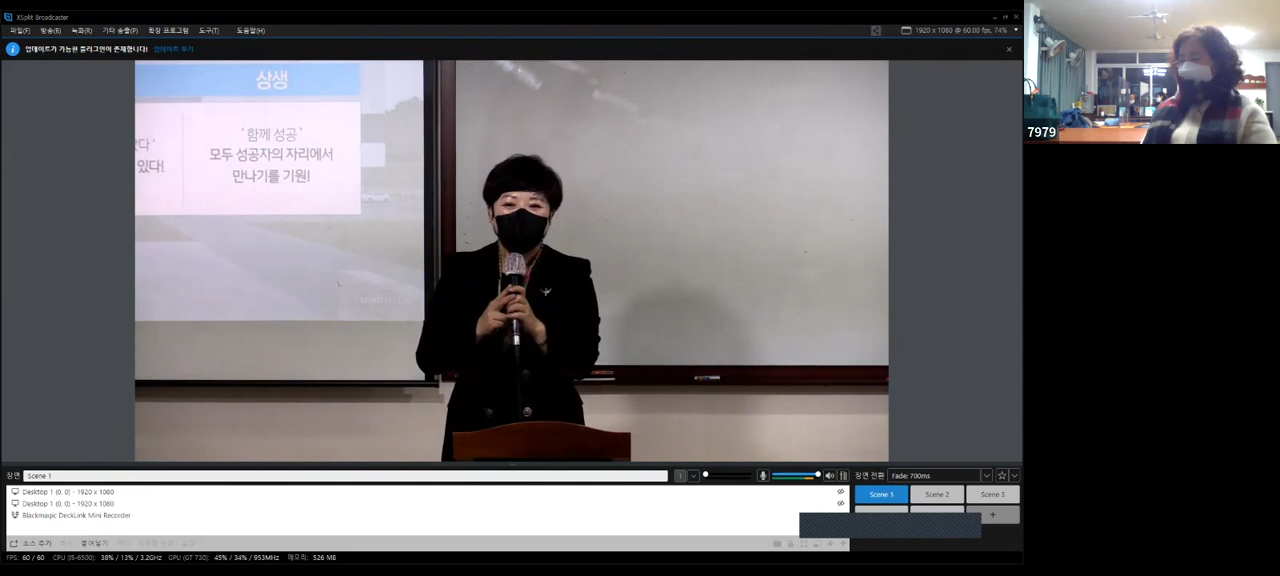 XSplit Broadcaster
파일(F) 방송(B) 녹화(R) 기타 송출(P) 확장 프로그램 도구(T) 도움말(H)
1920 x 1080 @ 60.00 fps, 74%
업데이트가 가능한 플러그인이 존재합니다! 업데이트 보기
상생
'함께 성공'
모두 성공자의 자리에서
있다!
만나기를 기원!
7979
장면 Scene 1
장면 전환 Fade: 700ms
Desktop 1 (0, 0) - 1920 x 1080
Desktop 1 (0, 0) - 1920 x 1080
Blackmagic DeckLink Mini Recorder
Scene 1 Scene 2 Scene 3
소스 추가 붙여넣기
FPS: 60 / 60 CPU (i5-6500): 38% / 13% / 3.2GHz GPU (GT 730): 45% / 34% / 953MHz 메모리: 526 MB